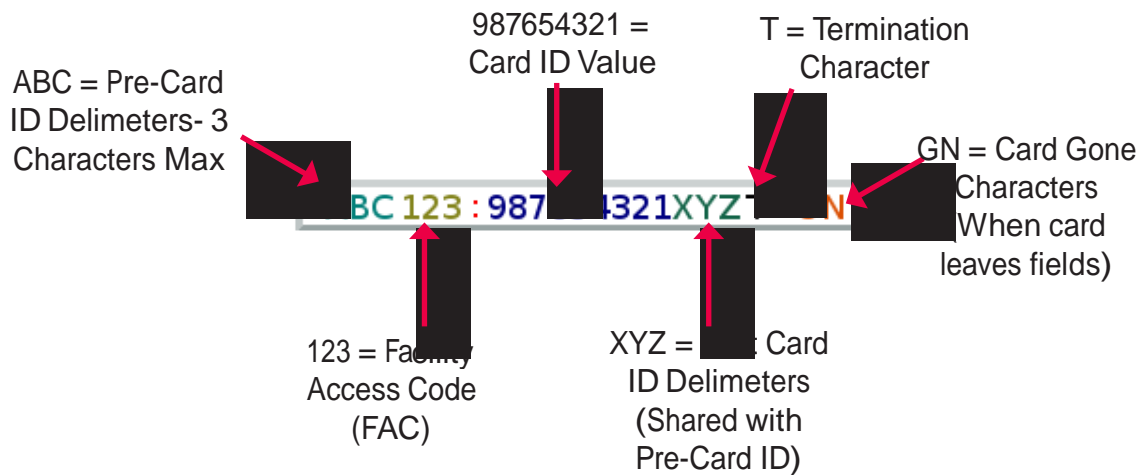 987654321 =
Card ID Value
T = Termination
Character
ABC = Pre-Card
ID Delimeters- 3
Characters Max
GN = Card Gone
Characters
(When card
leaves fields)
BC 123 : 987 4321XYZ N
123 = Facility
Access Code
(FAC)
XYZ = Card
ID Delimeters
(Shared with
Pre-Card ID)